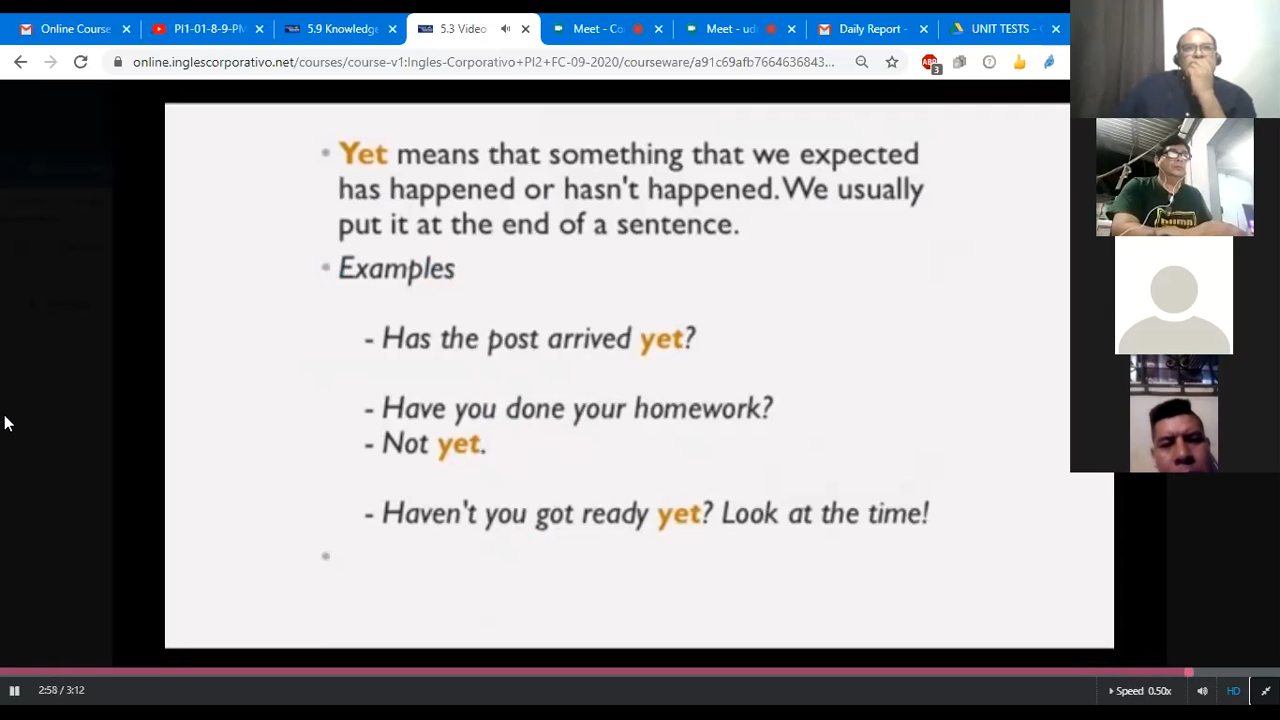 Online Course
PI1-01-8-9-PM
5.9 Knowledge
5.3 Video
Meet - Co
Meet - ud
Daily Report -
UNIT TESTS -
online.inglescorporativo.net/courses/course-v1:Ingles-Corporativo+PI2+FC-09-2020/courseware/a91c69afb7664636843...
ABP
3
Yet means that something that we expected
has happened or hasn't happened. We usually
put it at the end of a sentence.
Examples
- Has the post arrived yet?
- Have you done your homework?
- Not yet.
- Haven't you got ready yet? Look at the time!
PUMA
2:58 / 3:12
Speed 0.50x
HD